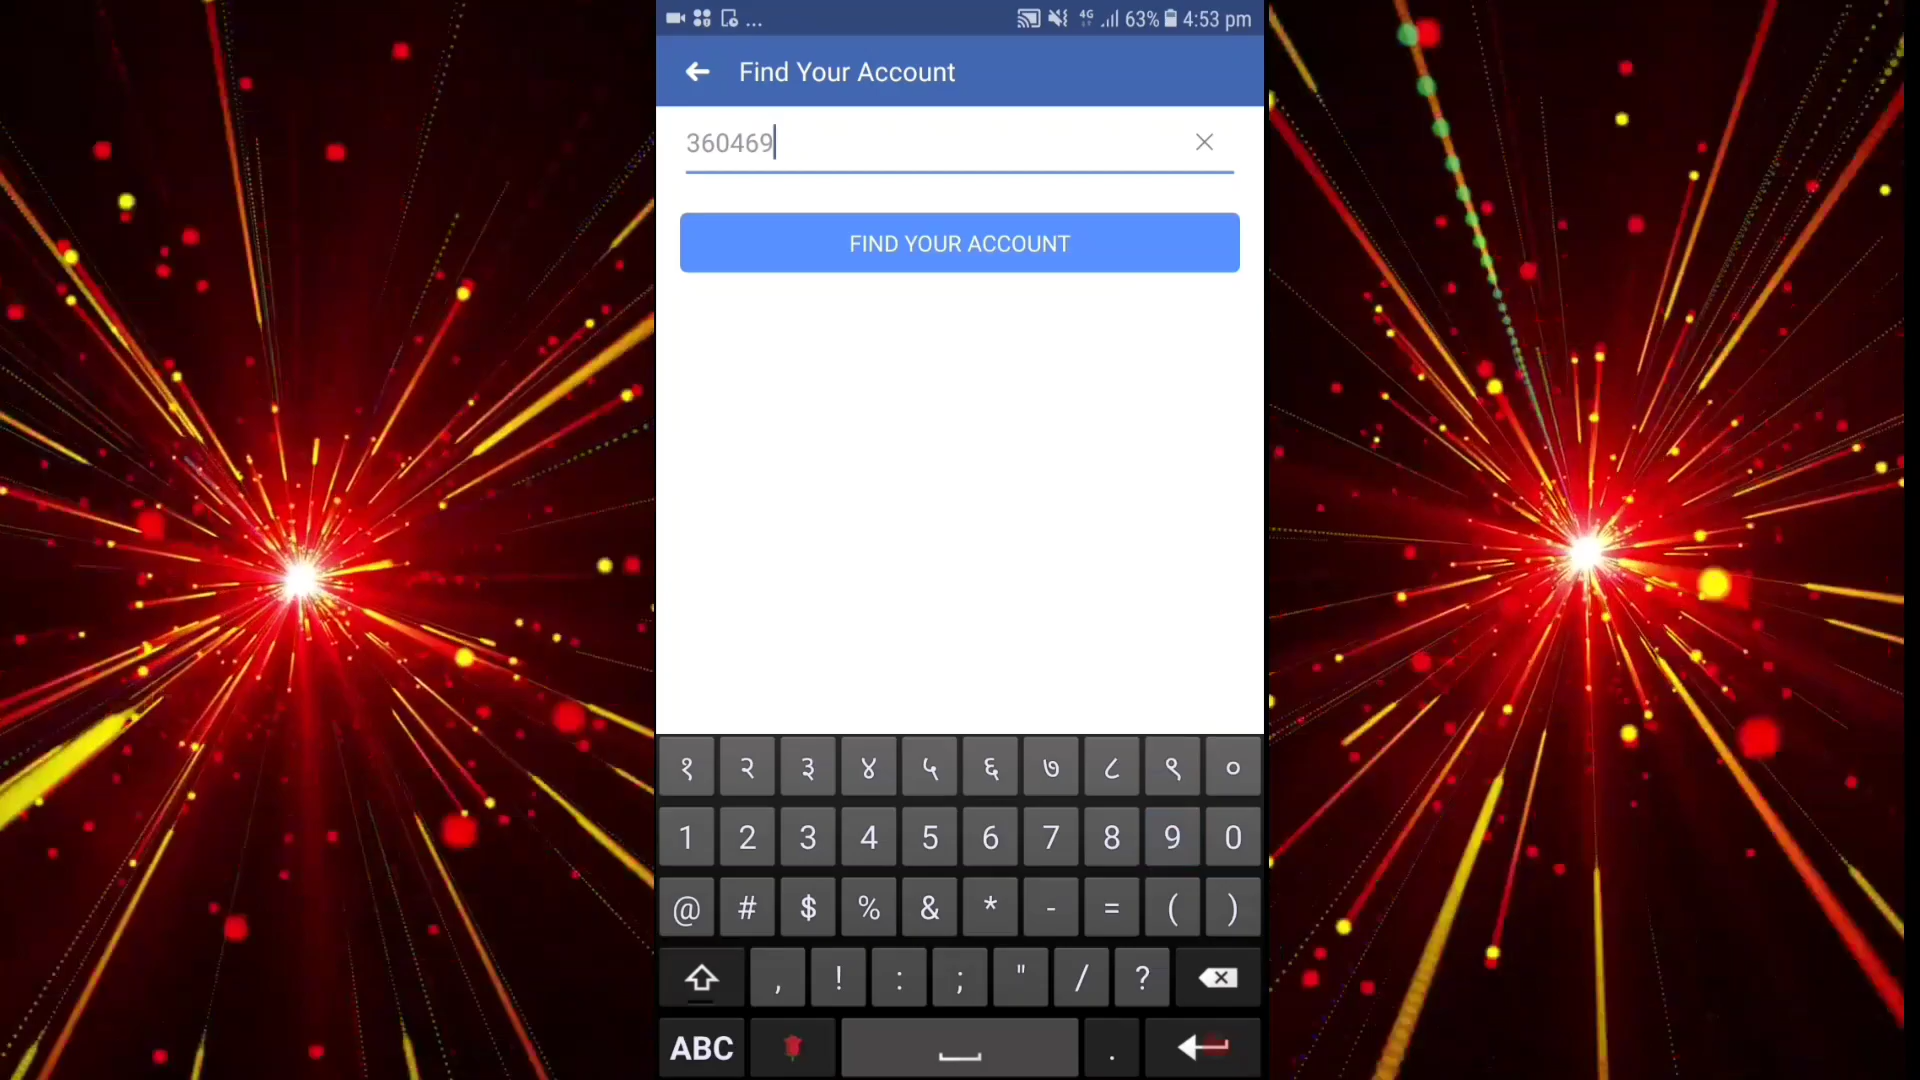 ... 4G 63% 4:53 pm
Find Your Account
360469
FIND YOUR ACCOUNT
१ २ ३ ४ ५ ६ ७ ८ ९ ०
1 2 3 4 5 6 7 8 9 0
@ # $ % & * - = ( )
, ! : ; " / ?
ABC .